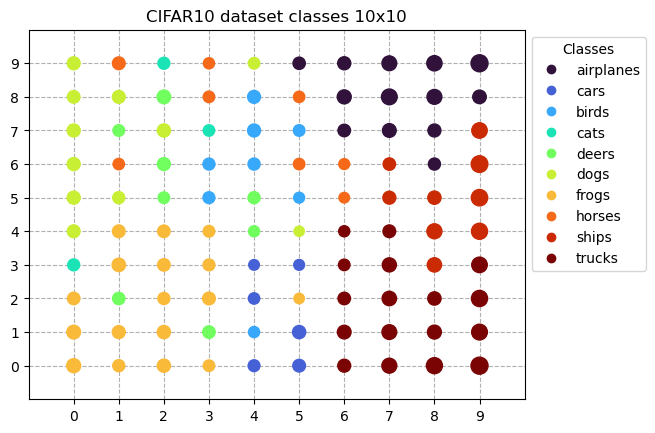 CIFAR10 dataset classes 10x10
Classes
airplanes
cars
birds
cats
deers
dogs
frogs
horses
ships
trucks
9
8
7
6
5
4
3
2
1
0
0 1 2 3 4 5 6 7 8 9